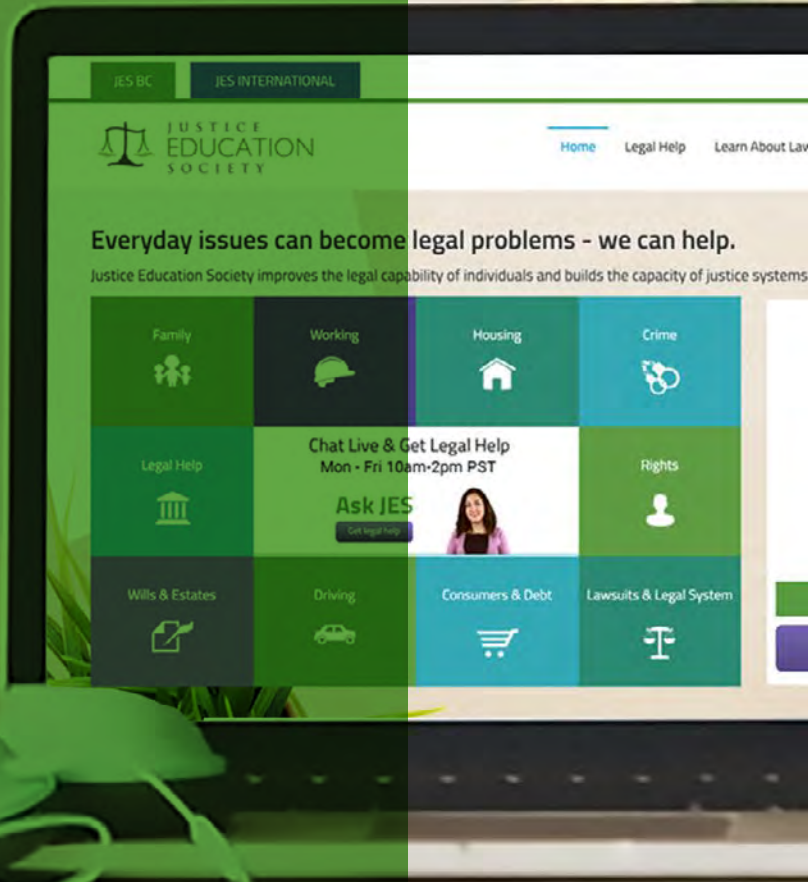 JES BC
JES INTERNATIONAL
JUSTICE
EDUCATION
SOCIETY
Home
Legal Help
Learn About Law
Everyday issues can become legal problems - we can help.
Justice Education Society improves the legal capability of individuals and builds the capacity of justice systems
Family
Working
Housing
Crime
Legal Help
Chat Live & Get Legal Help
Mon - Fri 10am-2pm PST
Ask JES
Get legal help
Rights
Wills & Estates
Driving
Consumers & Debt
Lawsuits & Legal System